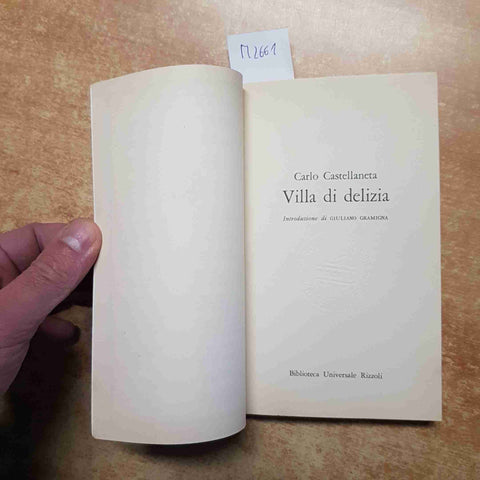 M2661
Carlo Castellaneta
Villa di delizia
Introduzione di GIULIANO GRAMIGNA
Biblioteca Universale Rizzoli